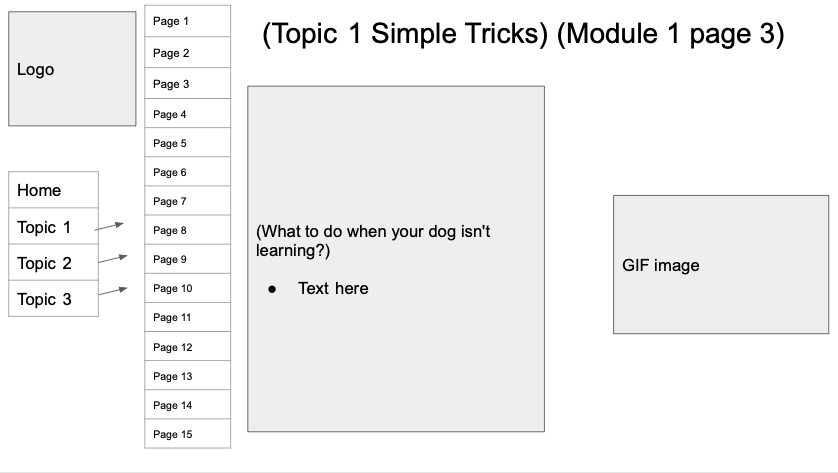 (Topic 1 Simple Tricks) (Module 1 page 3)
Logo
Home
Topic 1
Topic 2
Topic 3
Page 1
Page 2
Page 3
Page 4
Page 5
Page 6
Page 7
Page 8
Page 9
Page 10
Page 11
Page 12
Page 13
Page 14
Page 15
(What to do when your dog isn't
learning?)
● Text here
GIF image